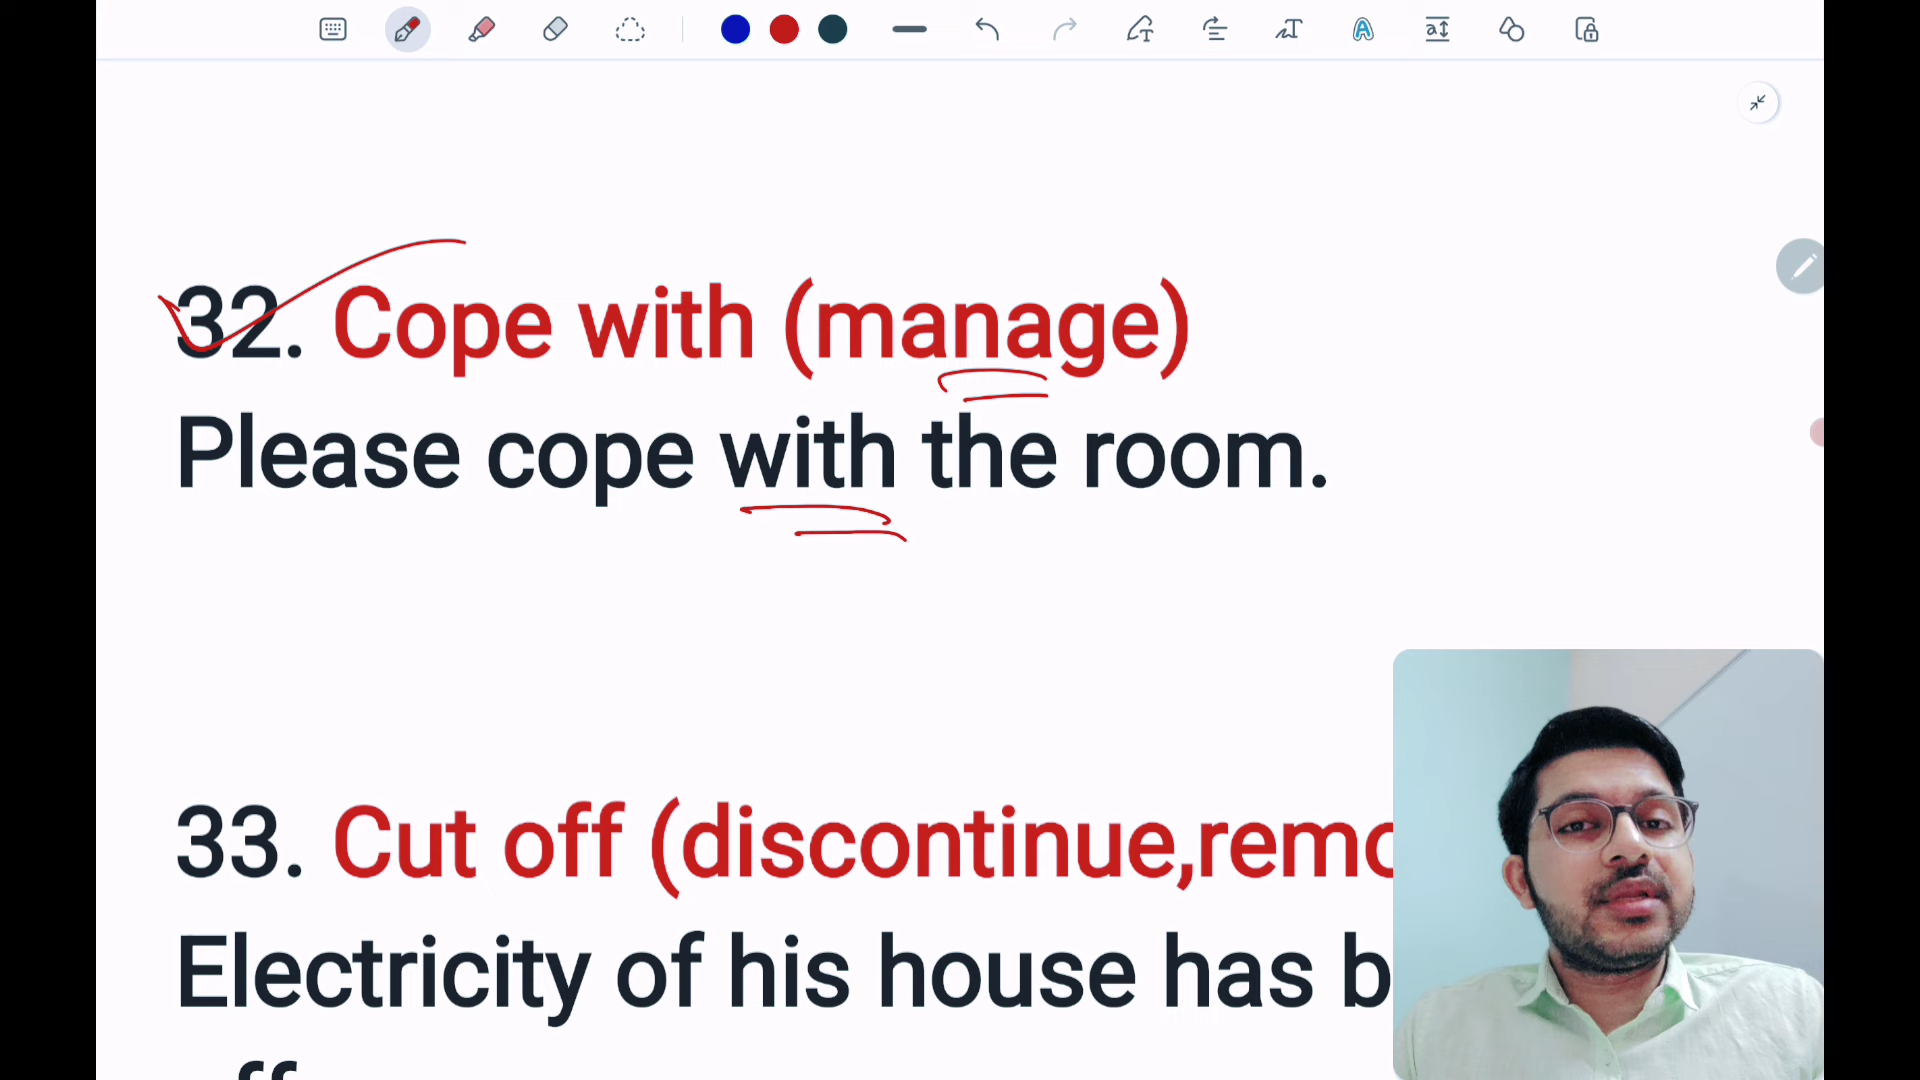 32. Cope with (manage)
Please cope with the room.
33. Cut off (discontinue,remo
Electricity of his house has b